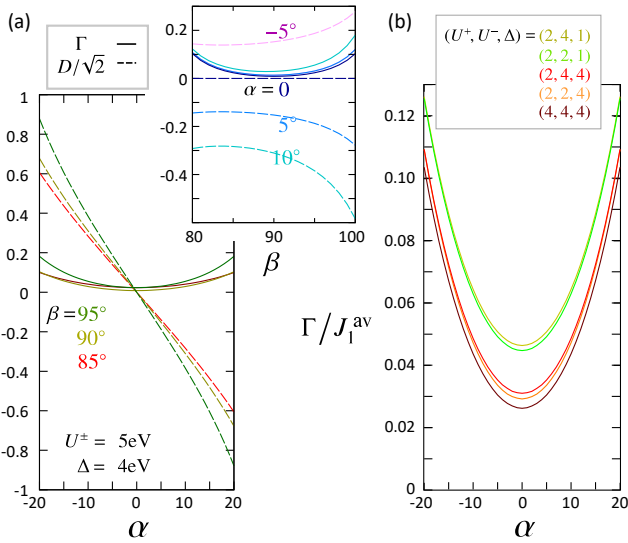 (a)
Γ
D/√2
0.2
0
-0.2
-0.4
80
90
100
β
−5°
α = 0
5°
10°
1
0.8
0.6
0.4
0.2
0
-0.2
-0.4
-0.6
-0.8
-1
β = 95°
90°
85°
U± = 5eV
Δ = 4eV
-20
-10
0
10
20
α
(b)
(U⁺, U⁻, Δ) = (2, 4, 1)
(2, 2, 1)
(2, 4, 4)
(2, 2, 4)
(4, 4, 4)
Γ/J₁ᵃᵛ
0.12
0.10
0.08
0.06
0.04
0.02
0
-20
-10
0
10
20
α